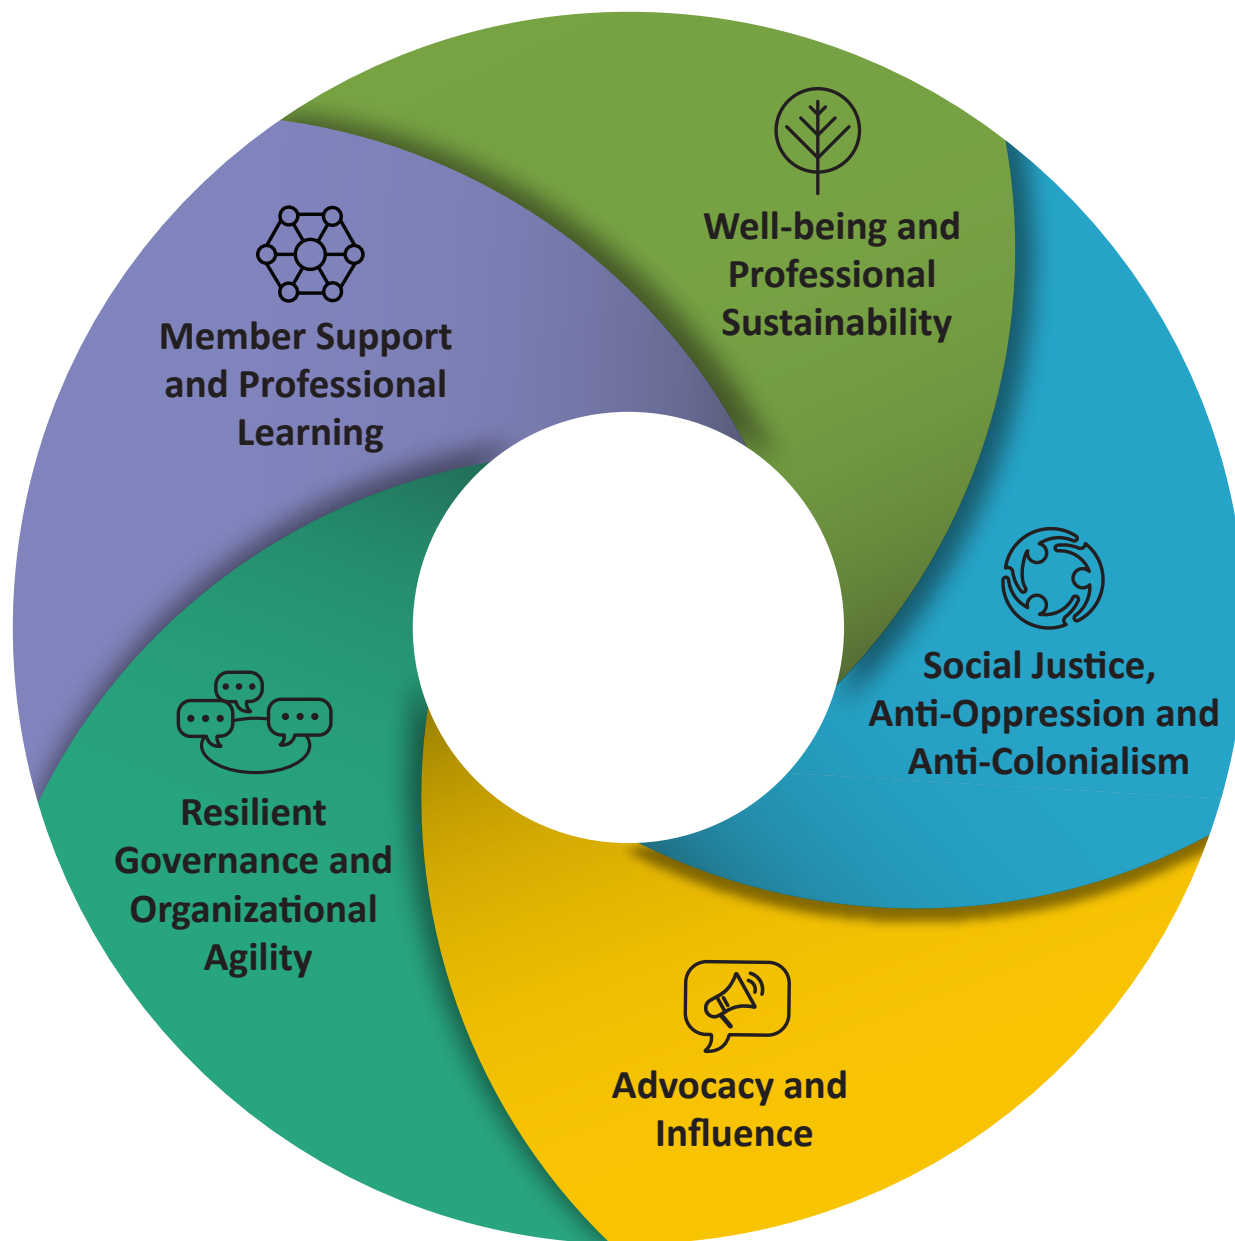 Well-being and
Professional
Sustainability
Social Justice,
Anti-Oppression and
Anti-Colonialism
Advocacy and
Influence
Resilient
Governance and
Organizational
Agility
Member Support
and Professional
Learning